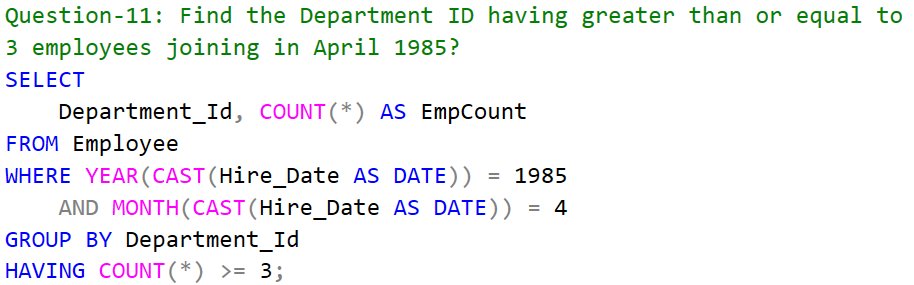 Question-11: Find the Department ID having greater than or equal to
3 employees joining in April 1985?
SELECT
    Department_Id, COUNT(*) AS EmpCount
FROM Employee
WHERE YEAR(CAST(Hire_Date AS DATE)) = 1985
    AND MONTH(CAST(Hire_Date AS DATE)) = 4
GROUP BY Department_Id
HAVING COUNT(*) >= 3;